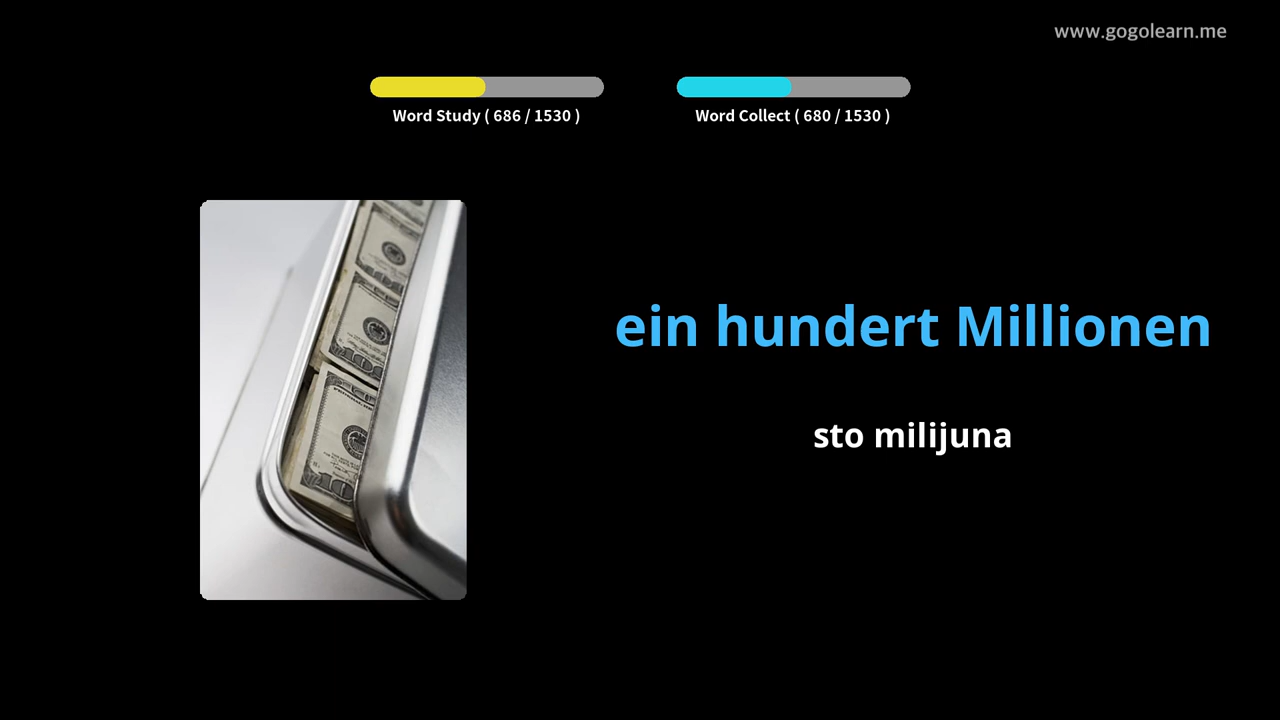 www.gogolearn.me
Word Study ( 686 / 1530 )
Word Collect ( 680 / 1530 )
ein hundert Millionen
sto milijuna